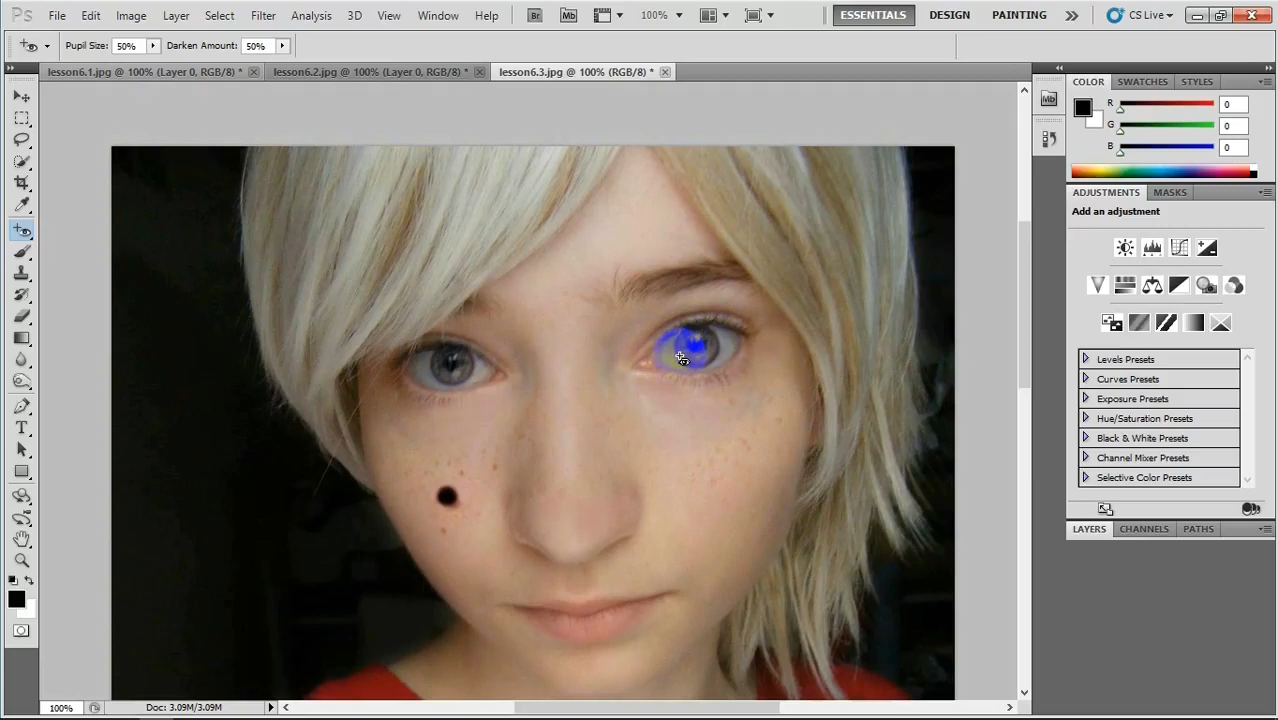 Ps File Edit Image Layer Select Filter Analysis 3D View Window Help Br Mb 100% ESSENTIALS DESIGN PAINTING CS Live
Pupil Size: 50% Darken Amount: 50%
lesson6.1.jpg @ 100% (Layer 0, RGB/8) * lesson6.2.jpg @ 100% (Layer 0, RGB/8) * lesson6.3.jpg @ 100% (RGB/8) *
COLOR SWATCHES STYLES
Mb
R 0
G 0
B 0
ADJUSTMENTS MASKS
Add an adjustment
Levels Presets
Curves Presets
Exposure Presets
Hue/Saturation Presets
Black & White Presets
Channel Mixer Presets
Selective Color Presets
LAYERS CHANNELS PATHS
100% Doc: 3.09M/3.09M